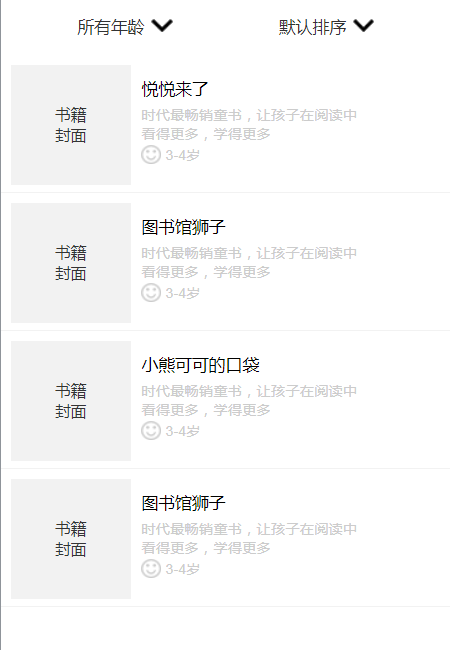 所有年龄 默认排序
书籍
封面
悦悦来了
时代最畅销童书，让孩子在阅读中
看得更多，学得更多
3-4岁
书籍
封面
图书馆狮子
时代最畅销童书，让孩子在阅读中
看得更多，学得更多
3-4岁
书籍
封面
小熊可可的口袋
时代最畅销童书，让孩子在阅读中
看得更多，学得更多
3-4岁
书籍
封面
图书馆狮子
时代最畅销童书，让孩子在阅读中
看得更多，学得更多
3-4岁